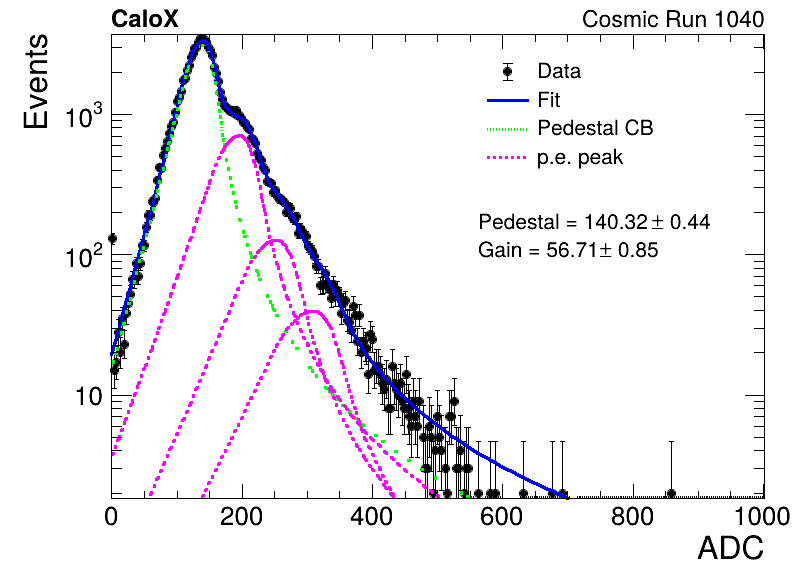 CaloX Cosmic Run 1040
Events
10³
10²
10
Data
Fit
Pedestal CB
p.e. peak
Pedestal = 140.32± 0.44
Gain = 56.71± 0.85
0 200 400 600 800 1000
ADC